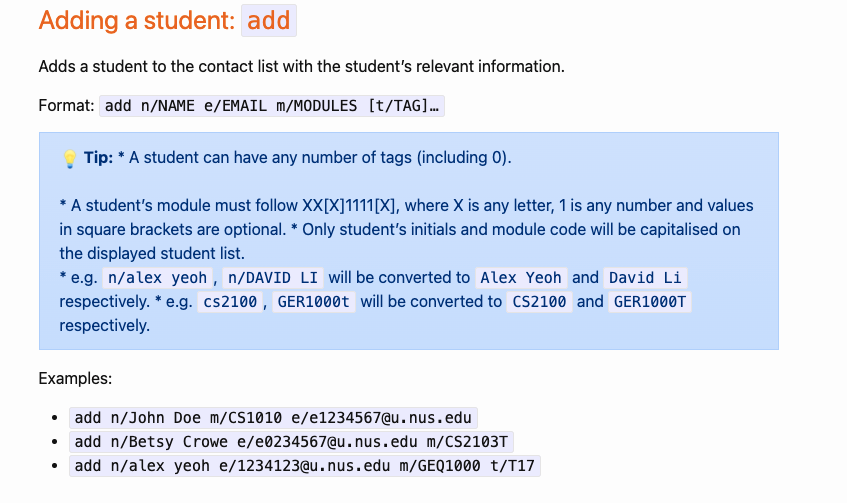 Adding a student: add
Adds a student to the contact list with the student’s relevant information.
Format: add n/NAME e/EMAIL m/MODULES [t/TAG]…
Tip: * A student can have any number of tags (including 0).
* A student’s module must follow XX[X]1111[X], where X is any letter, 1 is any number and values
in square brackets are optional. * Only student’s initials and module code will be capitalised on
the displayed student list.
* e.g. n/alex yeoh, n/DAVID LI will be converted to Alex Yeoh and David Li
respectively. * e.g. cs2100, GER1000t will be converted to CS2100 and GER1000T
respectively.
Examples:
• add n/John Doe m/CS1010 e/e1234567@u.nus.edu
• add n/Betsy Crowe e/e0234567@u.nus.edu m/CS2103T
• add n/alex yeoh e/1234123@u.nus.edu m/GEQ1000 t/T17